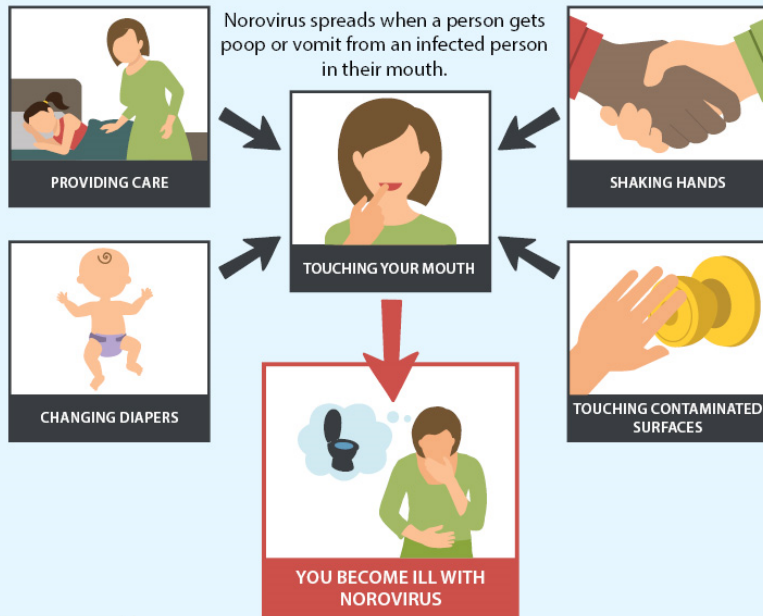 Norovirus spreads when a person gets
poop or vomit from an infected person
in their mouth.
PROVIDING CARE
SHAKING HANDS
TOUCHING YOUR MOUTH
CHANGING DIAPERS
TOUCHING CONTAMINATED
SURFACES
YOU BECOME ILL WITH
NOROVIRUS